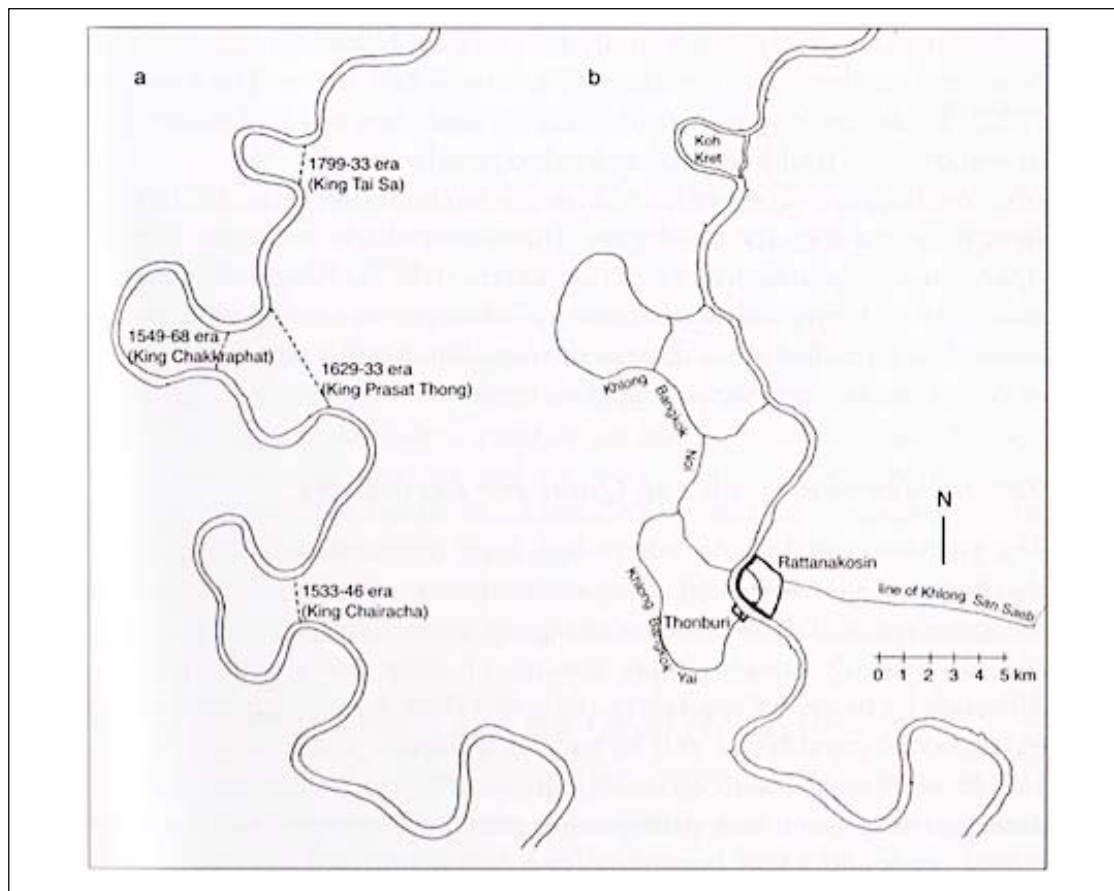 a
1799-33 era
(King Tai Sa)
1549-68 era
(King Chakkraphat)
1629-33 era
(King Prasat Thong)
1533-46 era
(King Chairacha)
b
Koh
Kret
Khlong
Bangkok
Noi
N
Rattanakosin
line of Khlong San Saab
Thonburi
Khlong
Bangkok
Yai
0 1 2 3 4 5 km